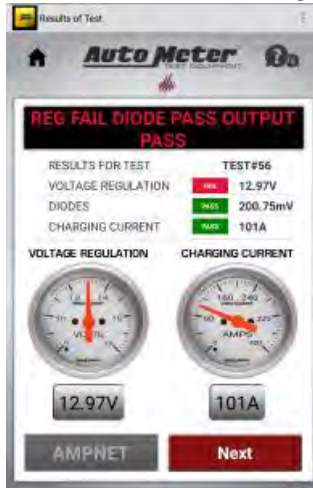 Results of Test
Auto Meter
TEST EQUIPMENT
REG FAIL DIODE PASS OUTPUT
PASS
RESULTS FOR TEST TEST#56
VOLTAGE REGULATION FAIL 12.97V
DIODES PASS 200.75mV
CHARGING CURRENT PASS 101A
VOLTAGE REGULATION CHARGING CURRENT
VOLTS
AMPS
12.97V 101A
AMPNET Next